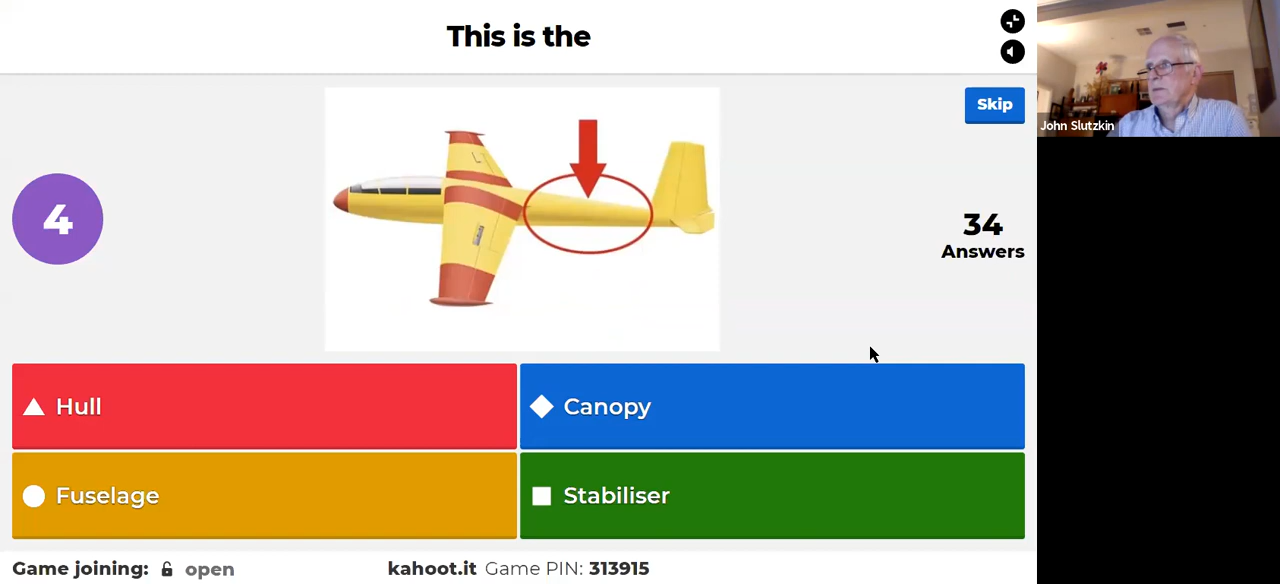 This is the
Skip
4
34
Answers
John Slutzkin
Hull
Canopy
Fuselage
Stabiliser
Game joining: open
kahoot.it Game PIN: 313915